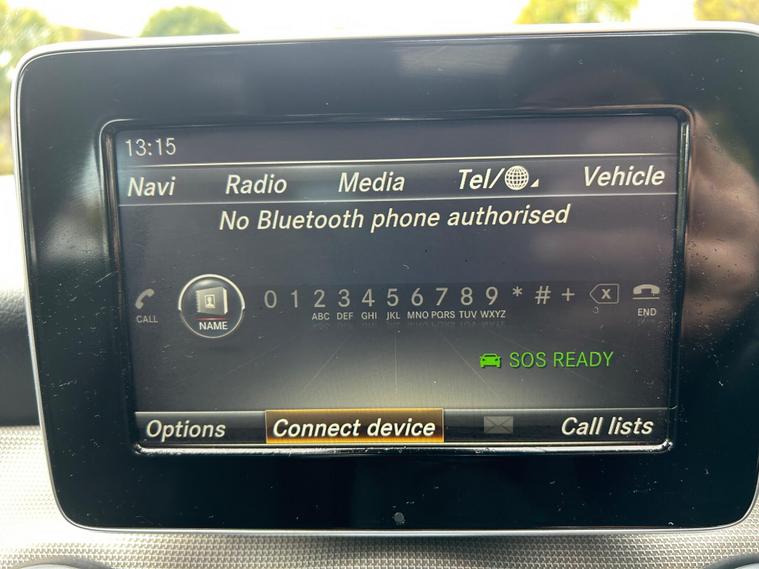 13:15
Navi Radio Media Tel/ Vehicle
No Bluetooth phone authorised
0 1 2 3 4 5 6 7 8 9 * # + X
CALL NAME ABC DEF GHI JKL MNO PQRS TUV WXYZ END
SOS READY
Options Connect device Call lists